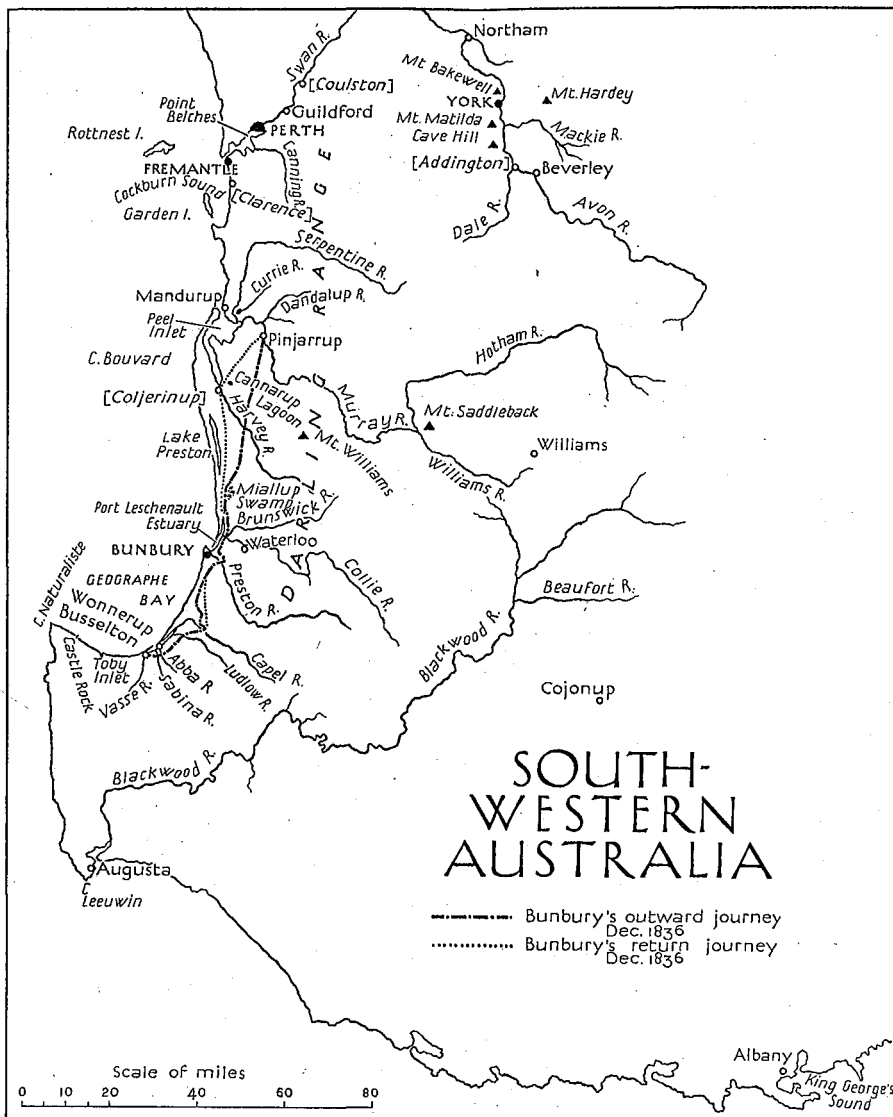 Northam
Swan R.
Mt Bakewell
[Coulston]
YORK
Mt. Hardey
Point
Belches
Guildford
PERTH
Mt. Matilda
Mackie R.
Rottnest I.
Cave Hill
FREMANTLE
Canning R.
[Addington]
Beverley
Cockburn Sound
[Clarence]
Garden I.
Dale R.
Avon R.
Serpentine R.
Currie R.
Mandurup
Dandalup R.
Peel
Inlet
Pinjarrup
Hotham R.
C. Bouvard
Cannarup
Lagoon
[Coljerinup]
Harvey R.
Murray R.
Mt. Saddleback
Mt. Williams
Williams
Lake
Preston
Williams R.
DARLING RANGE
Miallup
Swamp
Port Leschenault
Estuary
Brunswick R.
Waterloo
BUNBURY
Collie R.
C. Naturaliste
GEOGRAPHE
BAY
Preston R.
Beaufort R.
Wonnerup
Busselton
Blackwood R.
Toby
Inlet
Castle Rock
Vasse R.
Abba R
Sabina R.
Capel R.
Ludlow R.
Cojonup
Blackwood R.
SOUTH-
WESTERN
AUSTRALIA
Augusta
C.
Leeuwin
Bunbury's outward journey
Dec. 1836
Bunbury's return journey
Dec. 1836
Albany
King George's
Sound
Scale of miles
0 10 20 40 60 80